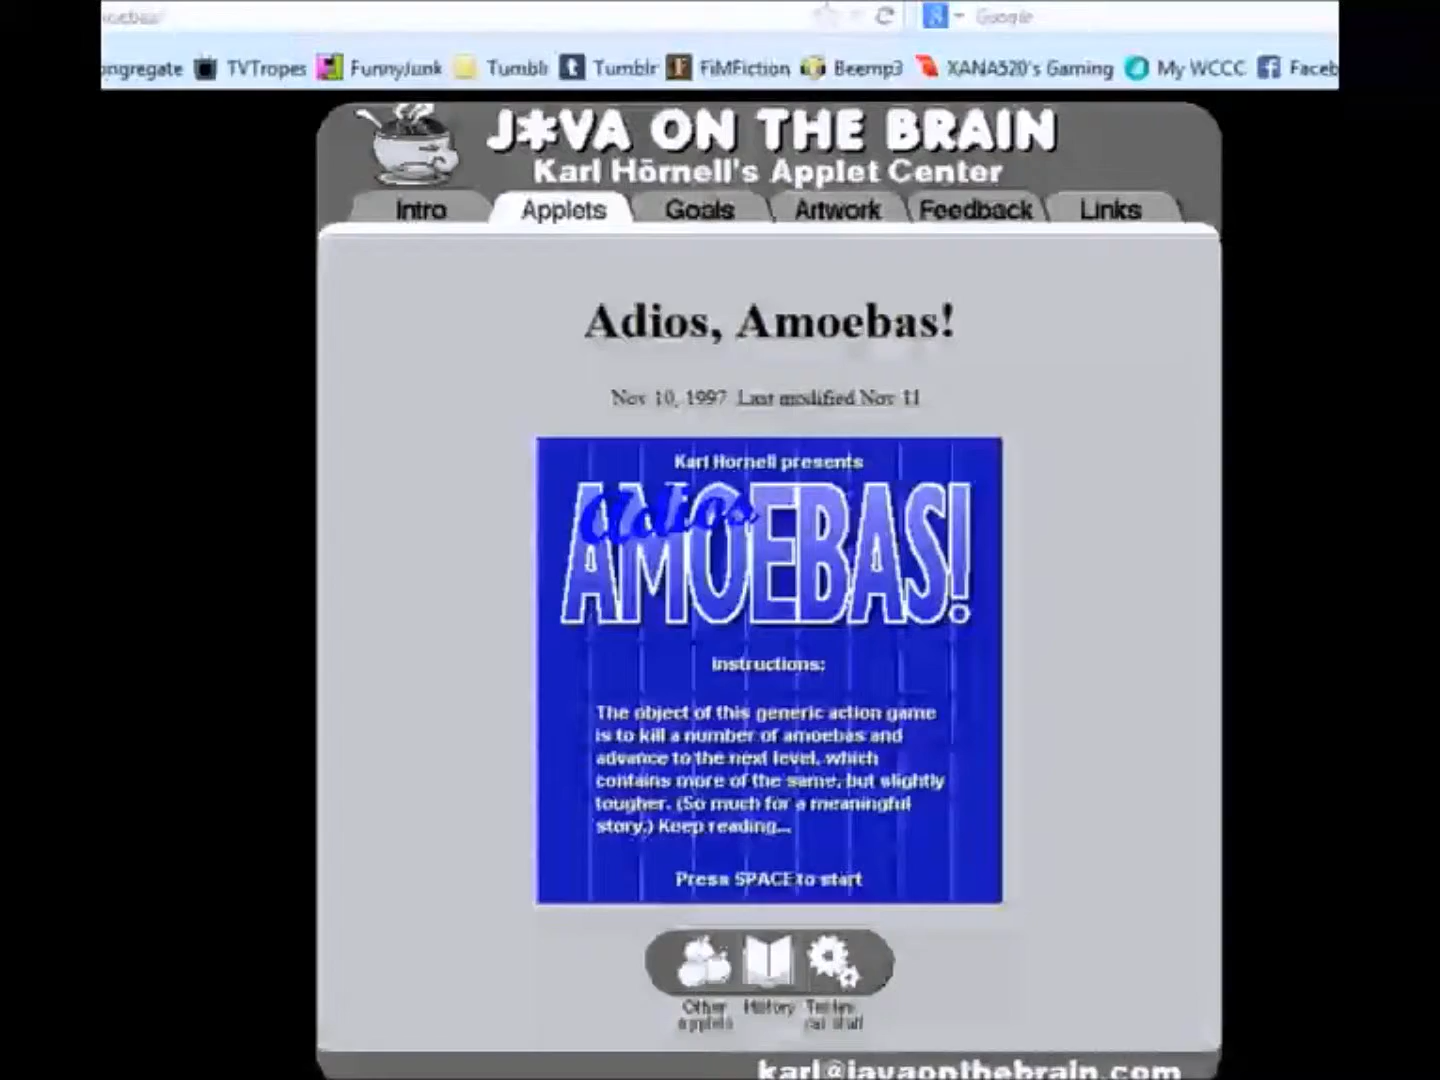 Google
ongregate TVTropes FunnyJunk Tumblr Tumblr FiMFiction Beemp3 XANA520's Gaming My WCCC Faceb
J*VA ON THE BRAIN
Karl Hörnell's Applet Center
Intro Applets Goals Artwork Feedback Links
Adios, Amoebas!
Nov 10, 1997 Last modified Nov 11
Karl Hornell presents
Adios
AMOEBAS!
Instructions:
The object of this generic action game
is to kill a number of amoebas and
advance to the next level, which
contains more of the same, but slightly
tougher. (So much for a meaningful
story.) Keep reading...
Press SPACE to start
Other History
applets
karl@javaonthebrain.com